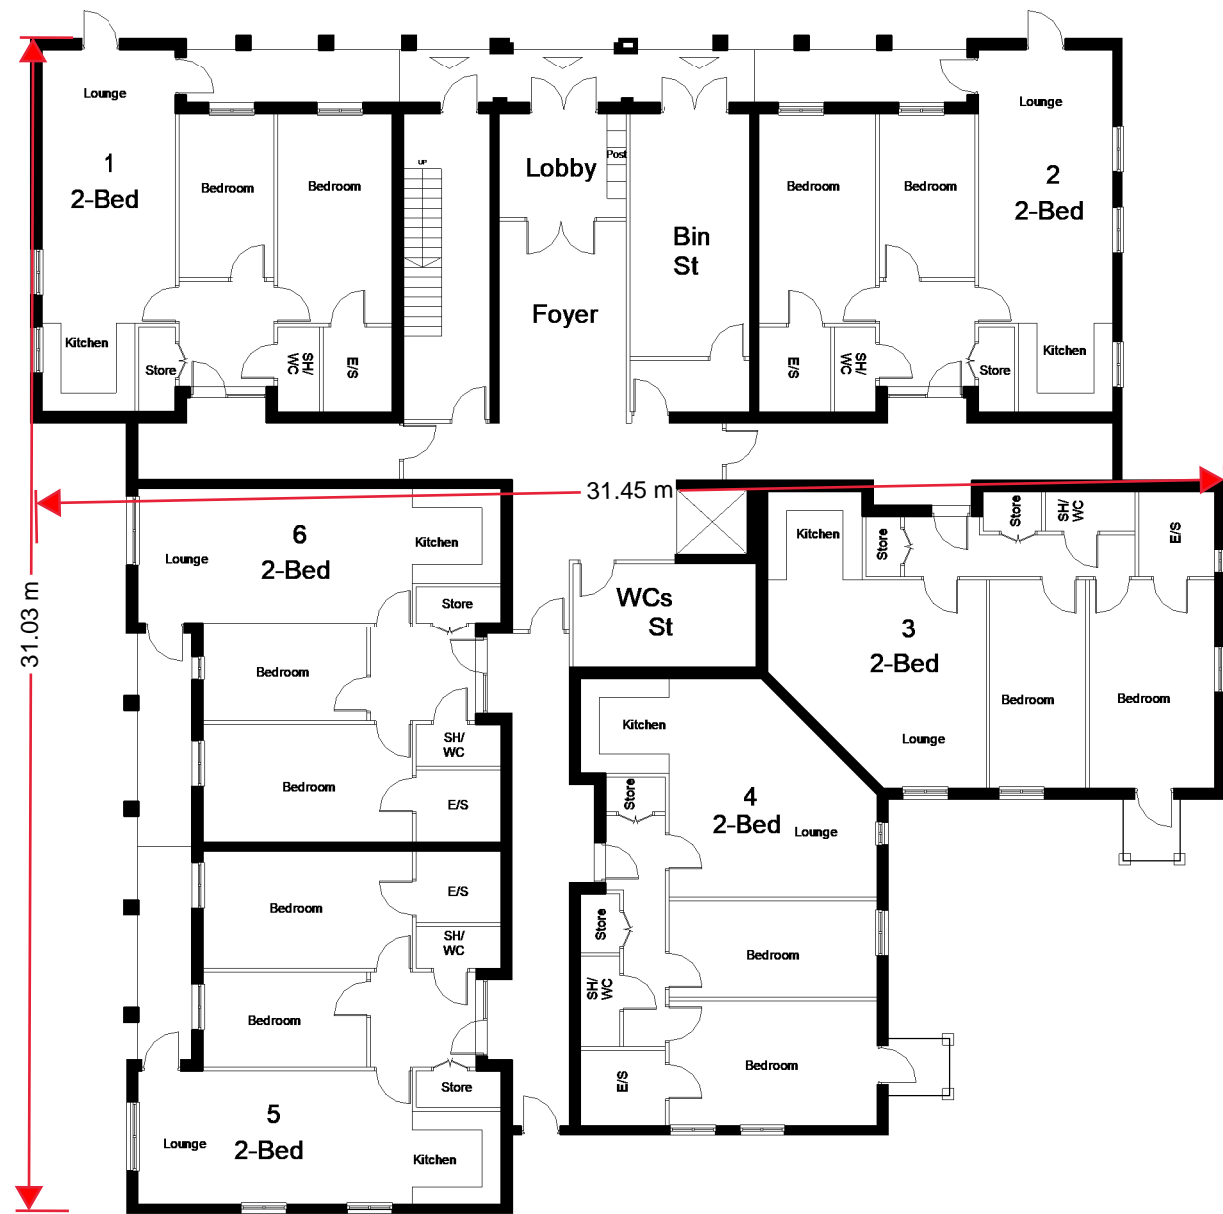 Lounge
1
2-Bed
Bedroom
Bedroom
Kitchen
Store
SH/
WC
E/S
UP
Lobby
Post
Foyer
Bin
St
Bedroom
Bedroom
Lounge
2
2-Bed
E/S
SH/
WC
Store
Kitchen
31.45 m
31.03 m
6
2-Bed
Lounge
Kitchen
Store
Bedroom
SH/
WC
Bedroom
E/S
WCs
St
Kitchen
Store
Store
SH/
WC
E/S
3
2-Bed
Bedroom
Bedroom
Lounge
Kitchen
Store
4
2-Bed
Lounge
Store
SH/
WC
Bedroom
Bedroom
E/S
E/S
Bedroom
SH/
WC
Bedroom
Store
5
2-Bed
Lounge
Kitchen